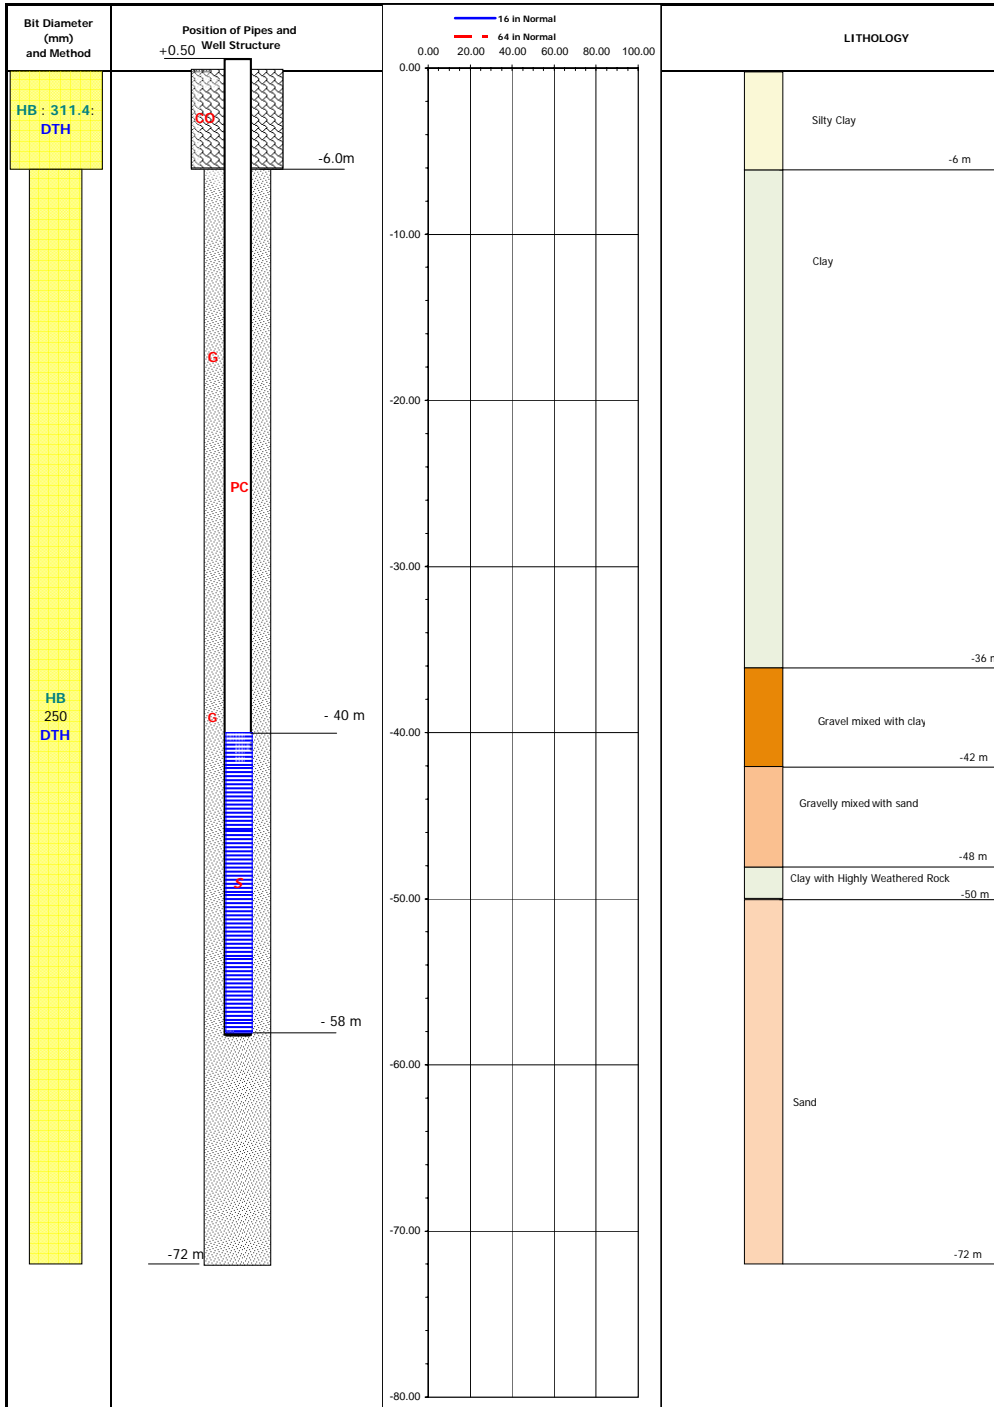 Bit Diameter
(mm)
and Method
Position of Pipes and
Well Structure
+0.50
16 in Normal
64 in Normal
0.00 20.00 40.00 60.00 80.00 100.00
LITHOLOGY
0.00
HB : 311.4:
DTH
CO
Silty Clay
-6.0m
-6 m
-10.00
Clay
G
-20.00
PC
-30.00
-36 m
HB
250
DTH
G
- 40 m
Gravel mixed with clay
-40.00
-42 m
Gravelly mixed with sand
-48 m
S
Clay with Highly Weathered Rock
-50 m
-50.00
- 58 m
-60.00
Sand
-70.00
-72 m
-72 m
-80.00